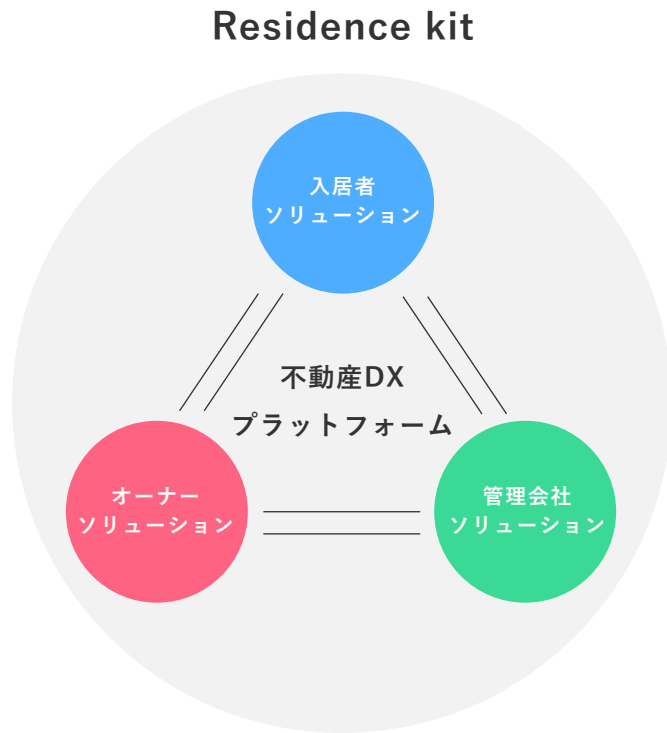 Residence kit
入居者
ソリューション
不動産DX
プラットフォーム
オーナー
ソリューション
管理会社
ソリューション